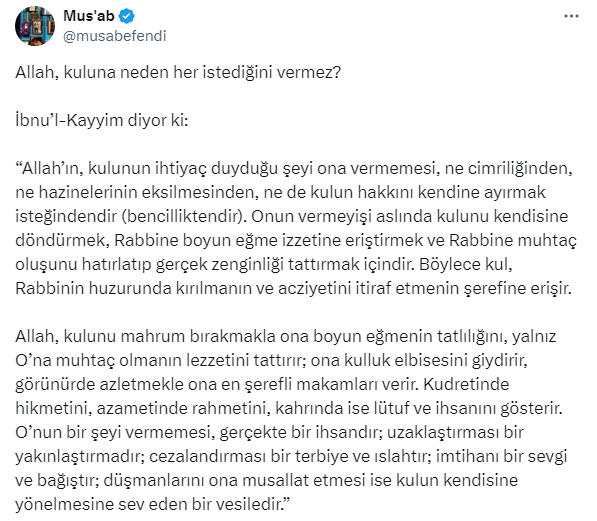 Mus'ab
@musabefendi
Allah, kuluna neden her istediğini vermez?
İbnu’l-Kayyim diyor ki:
“Allah’ın, kulunun ihtiyaç duyduğu şeyi ona vermemesi, ne cimriliğinden,
ne hazinelerinin eksilmesinden, ne de kulun hakkını kendine ayırmak
isteğindendir (bencilliktendir). Onun vermeyişi aslında kulunu kendisine
döndürmek, Rabbine boyun eğme izzetine eriştirmek ve Rabbine muhtaç
oluşunu hatırlatıp gerçek zenginliği tattırmak içindir. Böylece kul,
Rabbinin huzurunda kırılmanın ve acziyetini itiraf etmenin şerefine erişir.
Allah, kulunu mahrum bırakmakla ona boyun eğmenin tatlılığını, yalnız
O’na muhtaç olmanın lezzetini tattırır; ona kulluk elbisesini giydirir,
görünürde azletmekle ona en şerefli makamları verir. Kudretinde
hikmetini, azametinde rahmetini, kahrında ise lütuf ve ihsanını gösterir.
O’nun bir şeyi vermemesi, gerçekte bir ihsandır; uzaklaştırması bir
yakınlaştırmadır; cezalandırması bir terbiye ve ıslahtır; imtihanı bir sevgi
ve bağıştır; düşmanlarını ona musallat etmesi ise kulun kendisine
yönelmesine sev eden bir vesiledir.”